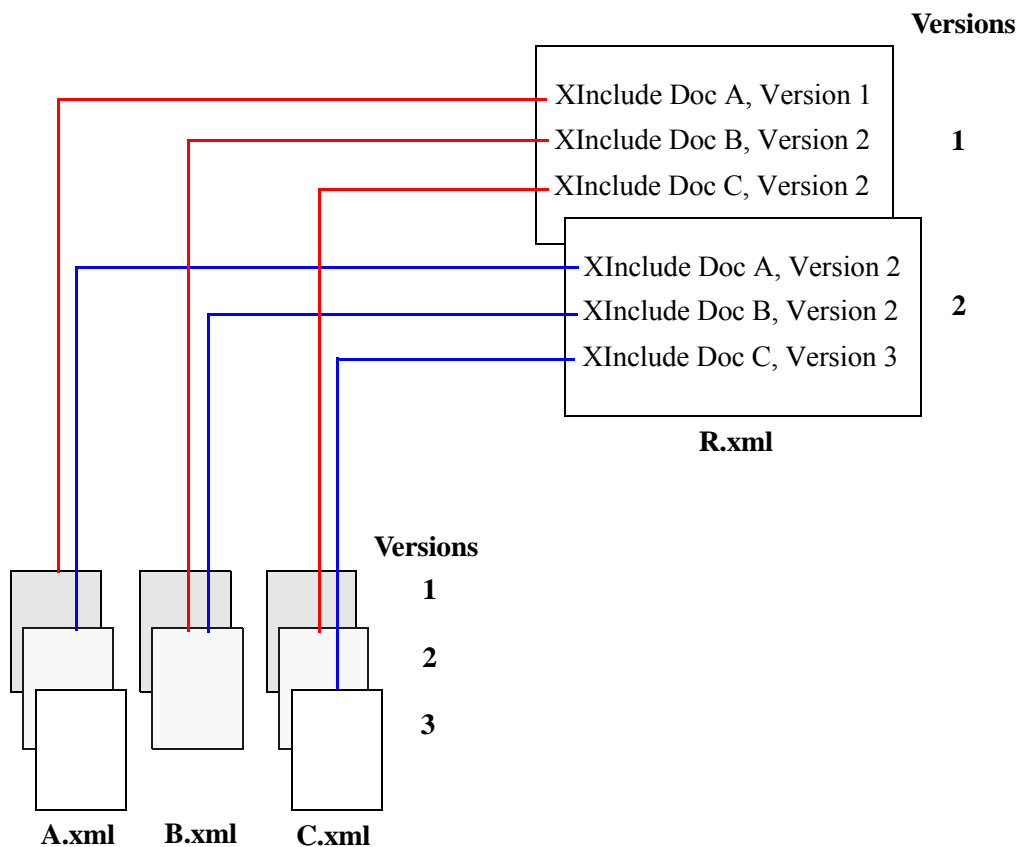 Versions
XInclude Doc A, Version 1
XInclude Doc B, Version 2
XInclude Doc C, Version 2
1
XInclude Doc A, Version 2
XInclude Doc B, Version 2
XInclude Doc C, Version 3
2
R.xml
Versions
1
2
3
A.xml
B.xml
C.xml